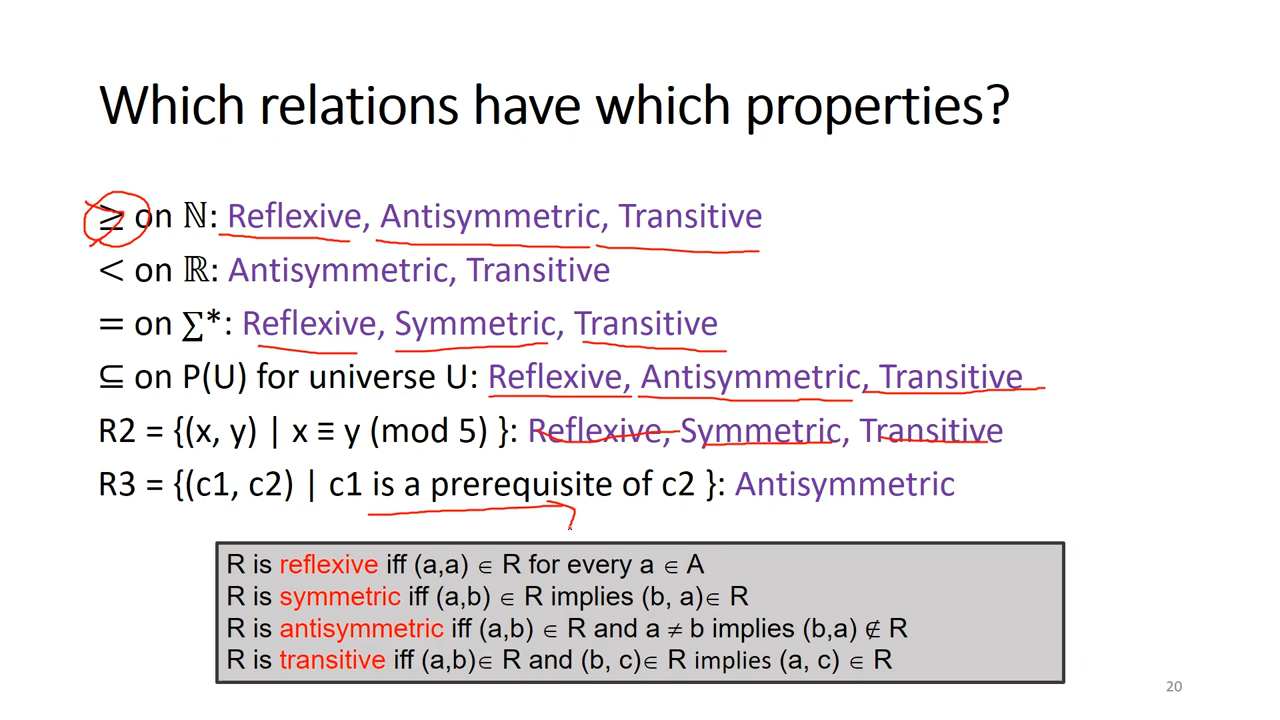 Which relations have which properties?
≥ on ℕ: Reflexive, Antisymmetric, Transitive
< on ℝ: Antisymmetric, Transitive
= on ∑*: Reflexive, Symmetric, Transitive
⊆ on P(U) for universe U: Reflexive, Antisymmetric, Transitive
R2 = {(x, y) | x ≡ y (mod 5) }: Reflexive, Symmetric, Transitive
R3 = {(c1, c2) | c1 is a prerequisite of c2 }: Antisymmetric
R is reflexive iff (a,a) ∈ R for every a ∈ A
R is symmetric iff (a,b) ∈ R implies (b, a)∈ R
R is antisymmetric iff (a,b) ∈ R and a ≠ b implies (b,a) ∉ R
R is transitive iff (a,b)∈ R and (b, c)∈ R implies (a, c) ∈ R
20